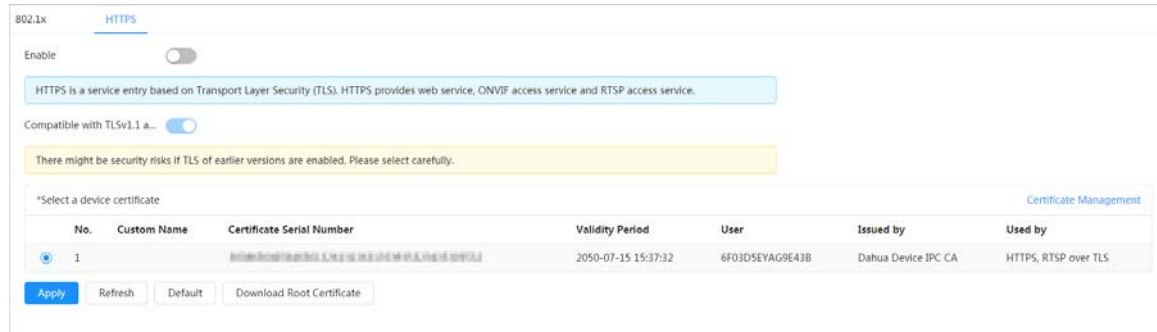 802.1x HTTPS
Enable
HTTPS is a service entry based on Transport Layer Security (TLS). HTTPS provides web service, ONVIF access service and RTSP access service.
Compatible with TLSv1.1 a...
There might be security risks if TLS of earlier versions are enabled. Please select carefully.
*Select a device certificate Certificate Management
No. Custom Name Certificate Serial Number Validity Period User Issued by Used by
1 2050-07-15 15:37:32 6F03D5EYAG9E43B Dahua Device IPC CA HTTPS, RTSP over TLS
Apply Refresh Default Download Root Certificate